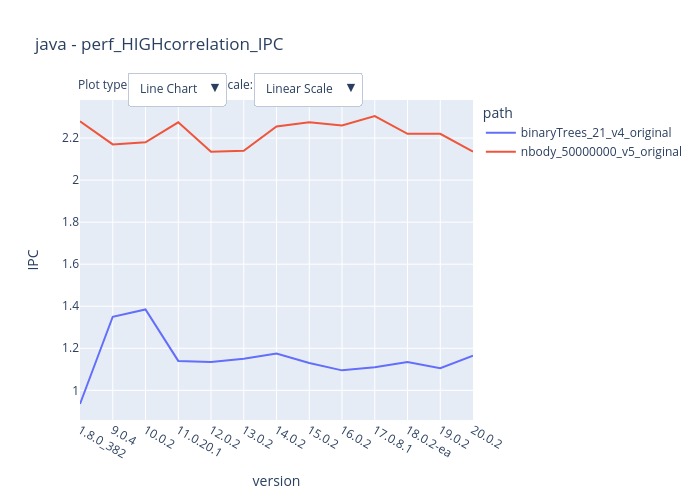 java - perf_HIGHcorrelation_IPC
Plot type Line Chart ▼ cale: Linear Scale ▼
path
binaryTrees_21_v4_original
nbody_50000000_v5_original
2.2
2
1.8
1.6
1.4
1.2
1
IPC
1.8.0_382
9.0.4
10.0.2
11.0.20.1
12.0.2
13.0.2
14.0.2
15.0.2
16.0.2
17.0.8.1
18.0.2-ea
19.0.2
20.0.2
version